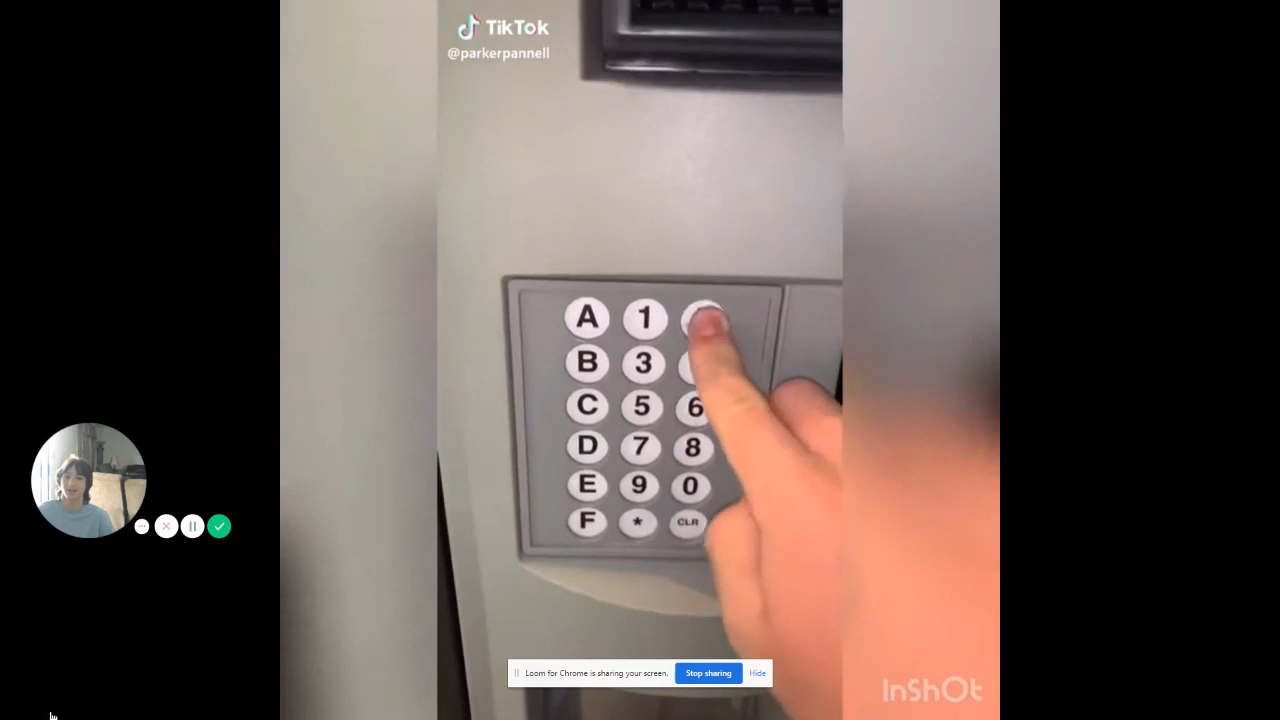 TikTok
@parkerpannell
A 1
B 3
C 5 6
D 7 8
E 9 0
F * CLR
Loom for Chrome is sharing your screen. Stop sharing Hide
InShOt